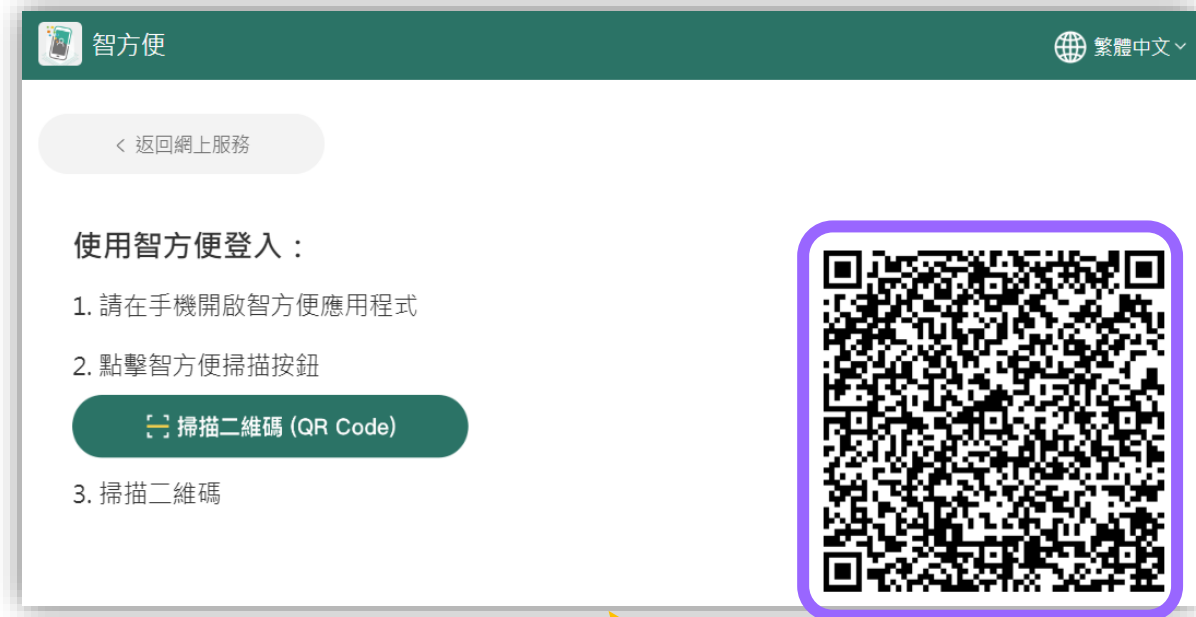 智方便
繁體中文
< 返回網上服務
使用智方便登入：
1. 請在手機開啟智方便應用程式
2. 點擊智方便掃描按鈕
掃描二維碼 (QR Code)
3. 掃描二維碼